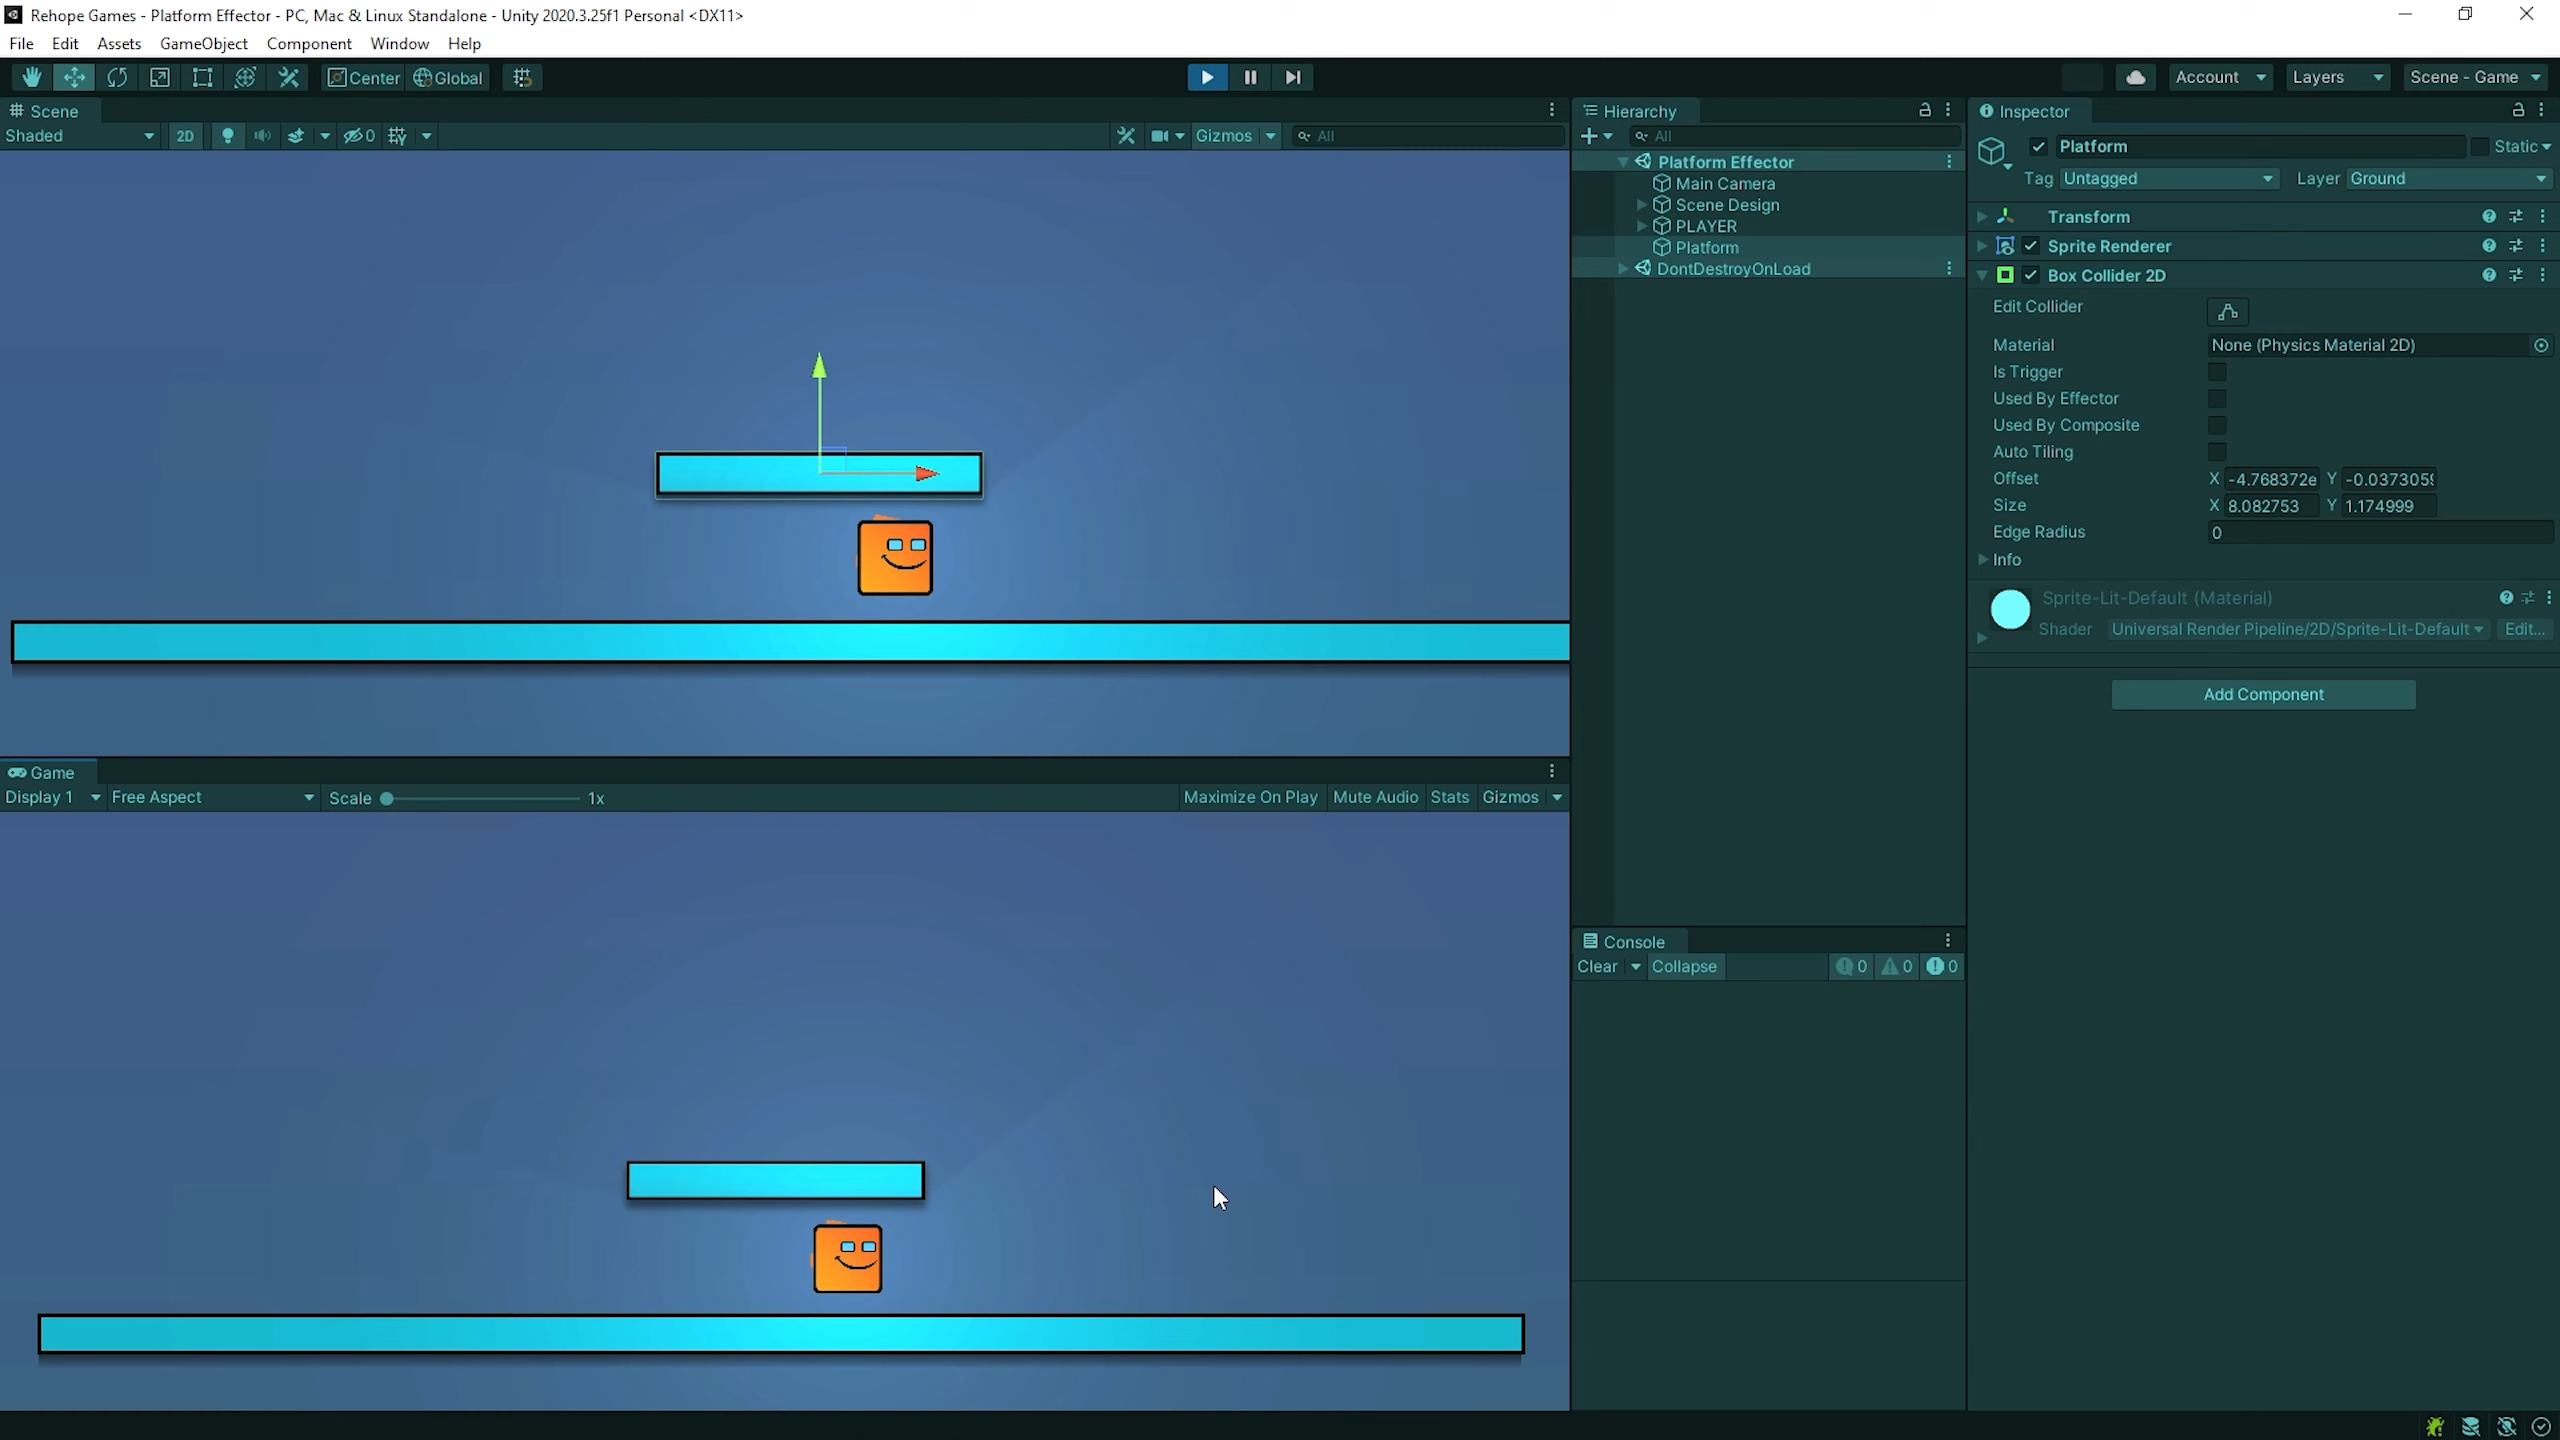 Rehope Games - Platform Effector - PC, Mac & Linux Standalone - Unity 2020.3.25f1 Personal <DX11>
File Edit Assets GameObject Component Window Help
Center Global Account Layers Scene - Game
Scene
Shaded 2D 0 Gizmos All
Hierarchy
All
Platform Effector
Main Camera
Scene Design
PLAYER
Platform
DontDestroyOnLoad
Inspector
Platform Static
Tag Untagged Layer Ground
Transform
Sprite Renderer
Box Collider 2D
Edit Collider
Material None (Physics Material 2D)
Is Trigger
Used By Effector
Used By Composite
Auto Tiling
Offset X -4.768372e Y -0.0373059
Size X 8.082753 Y 1.174999
Edge Radius 0
Info
Sprite-Lit-Default (Material)
Shader Universal Render Pipeline/2D/Sprite-Lit-Default Edit...
Add Component
Game
Display 1 Free Aspect Scale 1x Maximize On Play Mute Audio Stats Gizmos
Console
Clear Collapse 0 0 0